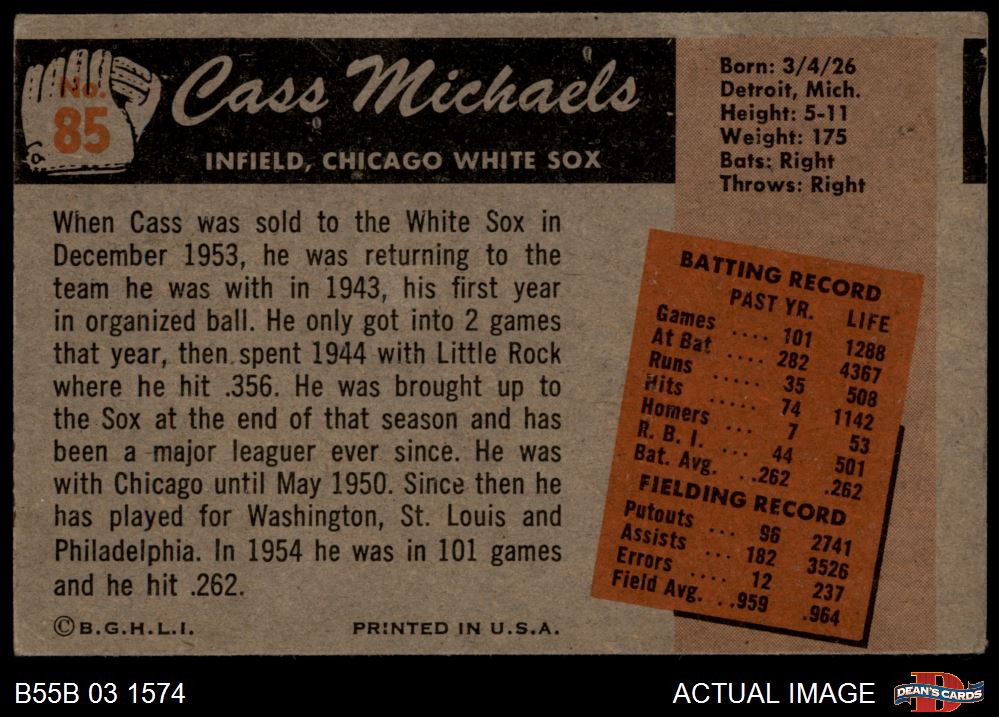 No.
85
Cass Michaels
INFIELD, CHICAGO WHITE SOX
Born: 3/4/26
Detroit, Mich.
Height: 5-11
Weight: 175
Bats: Right
Throws: Right
When Cass was sold to the White Sox in
December 1953, he was returning to the
team he was with in 1943, his first year
in organized ball. He only got into 2 games
that year, then spent 1944 with Little Rock
where he hit .356. He was brought up to
the Sox at the end of that season and has
been a major leaguer ever since. He was
with Chicago until May 1950. Since then he
has played for Washington, St. Louis and
Philadelphia. In 1954 he was in 101 games
and he hit .262.
©B.G.H.L.I. PRINTED IN U.S.A.
BATTING RECORD
PAST YR. LIFE
Games .... 101 1288
At Bat .... 282 4367
Runs ..... 35 508
Hits ..... 74 1142
Homers ... 7 53
R. B. I. ... 44 501
Bat. Avg. ..262 .262
FIELDING RECORD
Putouts ... 96 2741
Assists ... 182 3526
Errors .... 12 237
Field Avg. ..959 .964
B55B 03 1574
ACTUAL IMAGE
DEAN'S CARDS